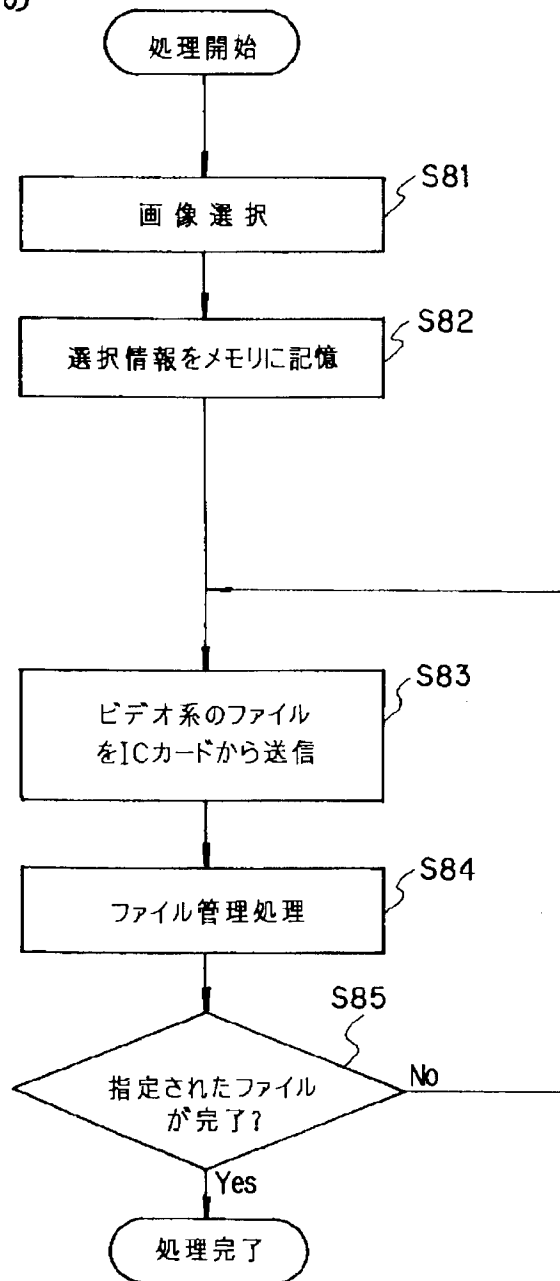 の
処理開始
S81
画像選択
S82
選択情報をメモリに記憶
S83
ビデオ系のファイル
をICカードから送信
S84
ファイル管理処理
S85
指定されたファイル
が完了?
No
Yes
処理完了